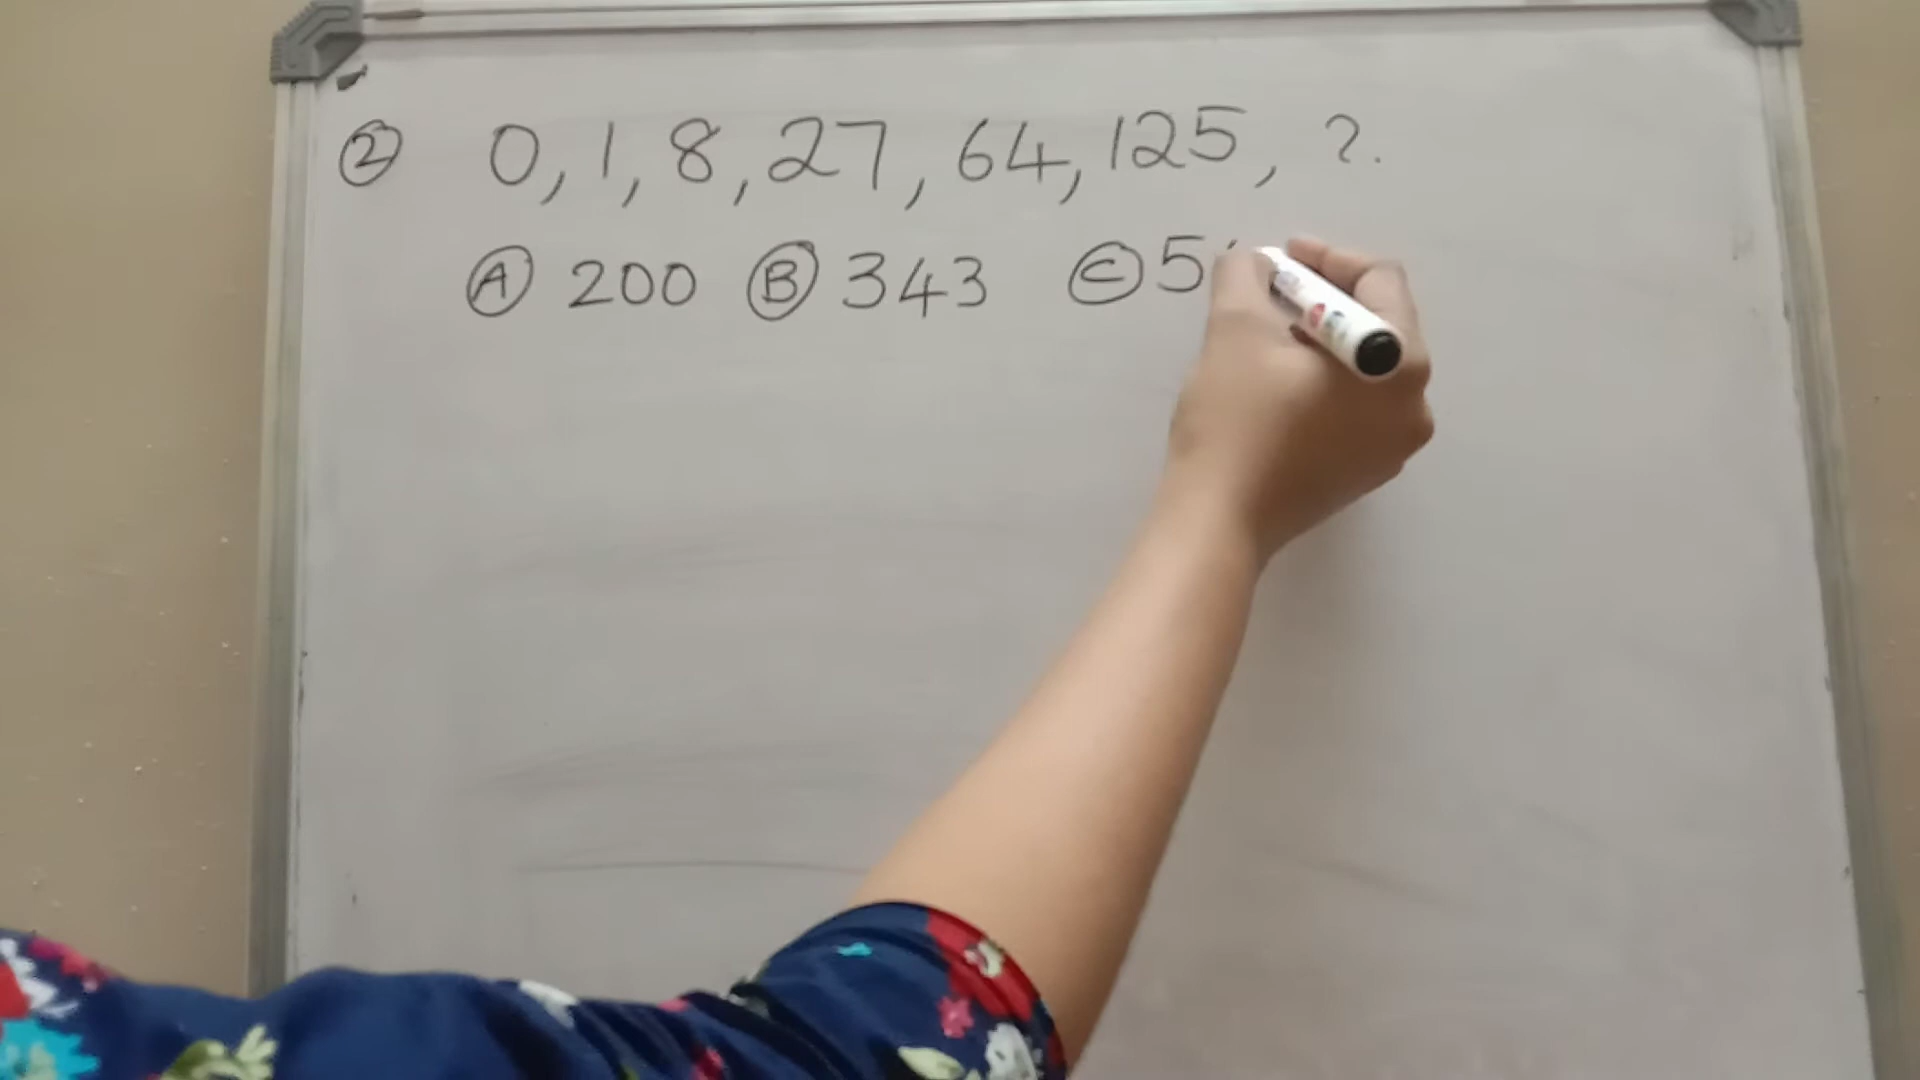 ② 0, 1, 8, 27, 64, 125, ?.
Ⓐ 200 Ⓑ 343 Ⓒ 5